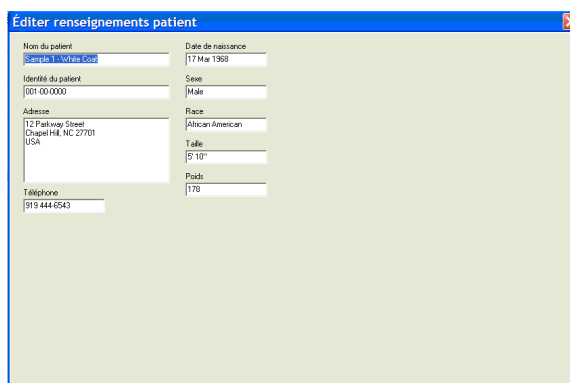 Éditer renseignements patient
Nom du patient
Sample 1 - White Coat
Identité du patient
001-00-0000
Adresse
12 Parkway Street
Chapel Hill, NC 27701
USA
Téléphone
919 444-6543
Date de naissance
17 Mar 1968
Sexe
Male
Race
African American
Taille
5' 10"
Poids
178